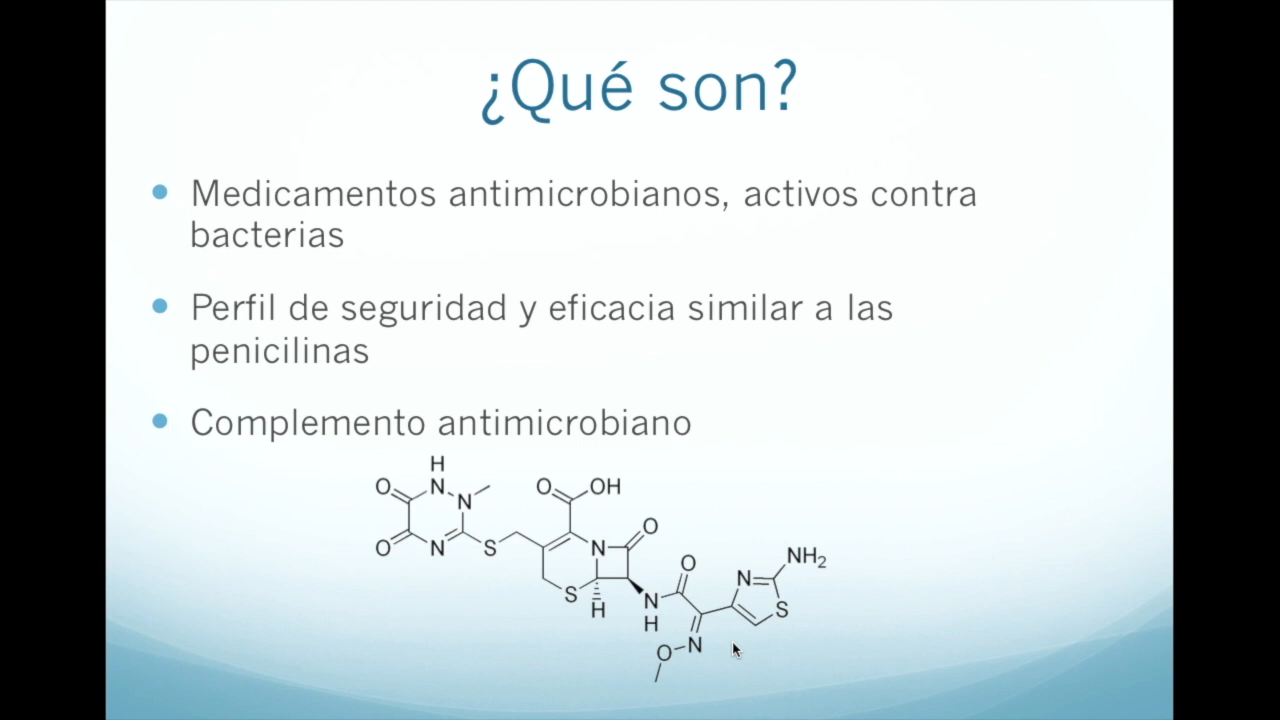 ¿Qué son?
Medicamentos antimicrobianos, activos contra
bacterias
Perfil de seguridad y eficacia similar a las
penicilinas
Complemento antimicrobiano
H
O N N
O OH
O N S
N O
S H
O
N H
O N
N NH2
S